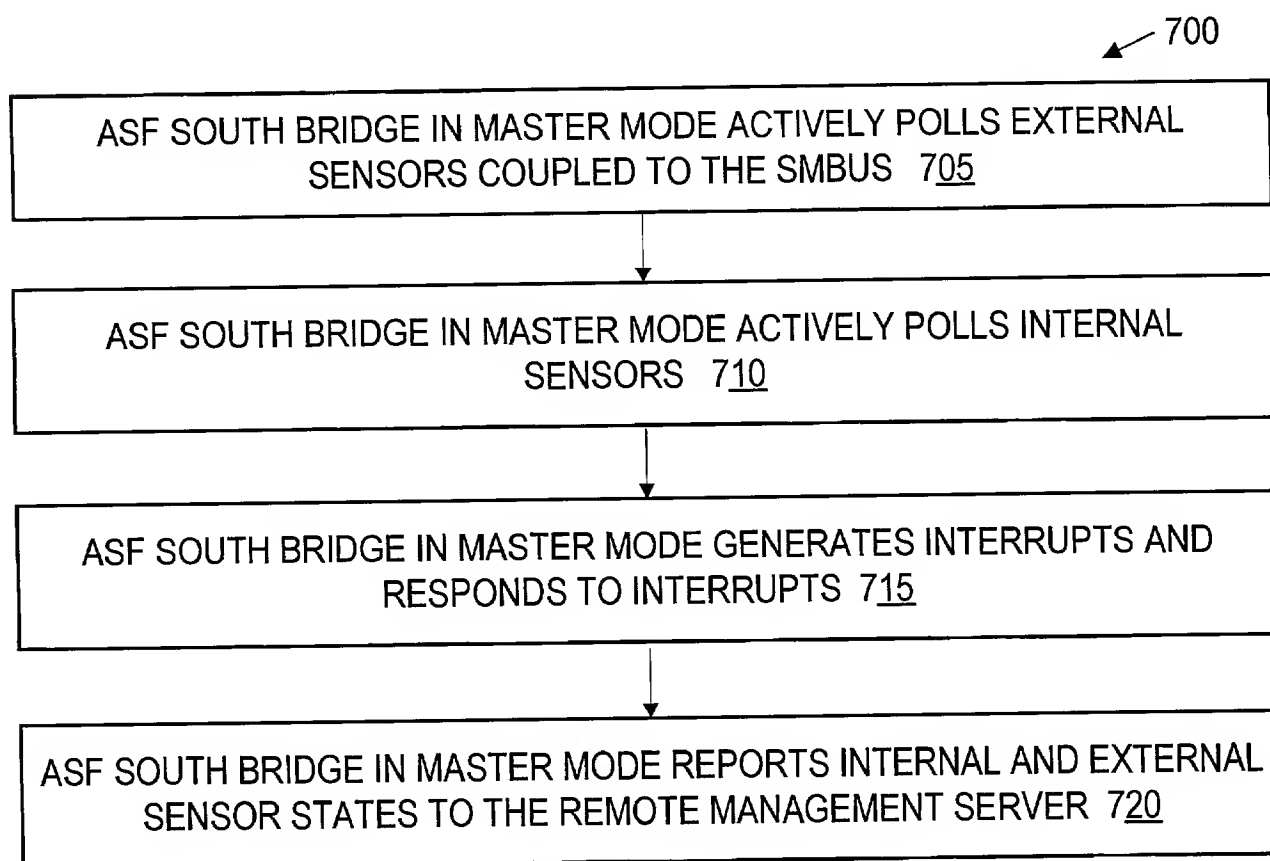 700
ASF SOUTH BRIDGE IN MASTER MODE ACTIVELY POLLS EXTERNAL
SENSORS COUPLED TO THE SMBUS 705
ASF SOUTH BRIDGE IN MASTER MODE ACTIVELY POLLS INTERNAL
SENSORS 710
ASF SOUTH BRIDGE IN MASTER MODE GENERATES INTERRUPTS AND
RESPONDS TO INTERRUPTS 715
ASF SOUTH BRIDGE IN MASTER MODE REPORTS INTERNAL AND EXTERNAL
SENSOR STATES TO THE REMOTE MANAGEMENT SERVER 720